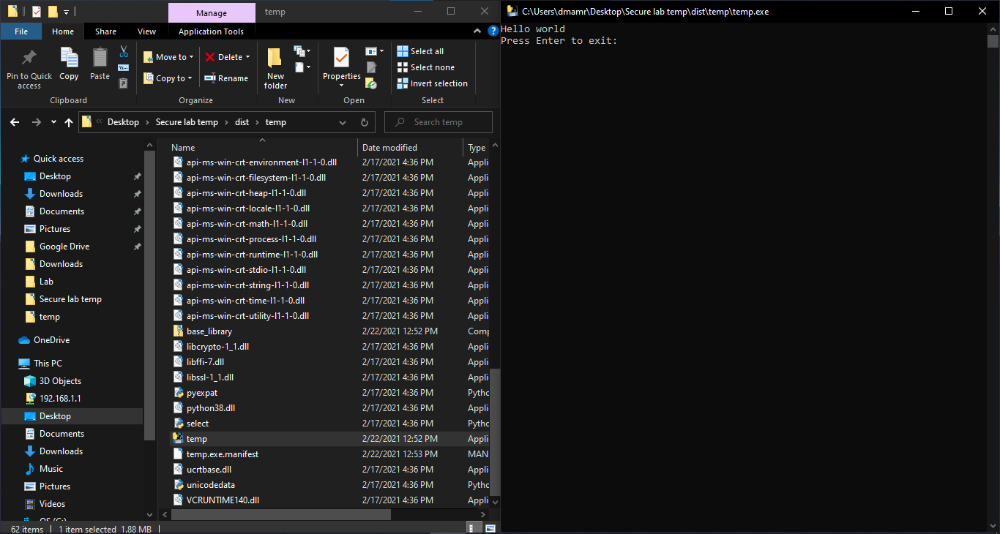 Manage
temp
File
Home
Share
View
Application Tools
Pin to Quick access
Copy
Paste
Move to
Copy to
Delete
Rename
New folder
Properties
Select all
Select none
Invert selection
Clipboard
Organize
New
Open
Select
Desktop
Secure lab temp
dist
temp
Search temp
Quick access
Desktop
Downloads
Documents
Pictures
Google Drive
Downloads
Lab
Secure lab temp
temp
OneDrive
This PC
3D Objects
192.168.1.1
Desktop
Documents
Downloads
Music
Pictures
Videos
Name Date modified Type
api-ms-win-crt-environment-l1-1-0.dll 2/17/2021 4:36 PM Appli
api-ms-win-crt-filesystem-l1-1-0.dll 2/17/2021 4:36 PM Appli
api-ms-win-crt-heap-l1-1-0.dll 2/17/2021 4:36 PM Appli
api-ms-win-crt-locale-l1-1-0.dll 2/17/2021 4:36 PM Appli
api-ms-win-crt-math-l1-1-0.dll 2/17/2021 4:36 PM Appli
api-ms-win-crt-process-l1-1-0.dll 2/17/2021 4:36 PM Appli
api-ms-win-crt-runtime-l1-1-0.dll 2/17/2021 4:36 PM Appli
api-ms-win-crt-stdio-l1-1-0.dll 2/17/2021 4:36 PM Appli
api-ms-win-crt-string-l1-1-0.dll 2/17/2021 4:36 PM Appli
api-ms-win-crt-time-l1-1-0.dll 2/17/2021 4:36 PM Appli
api-ms-win-crt-utility-l1-1-0.dll 2/17/2021 4:36 PM Appli
base_library 2/22/2021 12:52 PM Comp
libcrypto-1_1.dll 2/17/2021 4:36 PM Appli
libffi-7.dll 2/17/2021 4:36 PM Appli
libssl-1_1.dll 2/17/2021 4:36 PM Appli
pyexpat 2/17/2021 4:36 PM Pytho
python38.dll 2/17/2021 4:36 PM Appli
select 2/17/2021 4:36 PM Pytho
temp 2/22/2021 12:52 PM Appli
temp.exe.manifest 2/22/2021 12:53 PM MAN
ucrtbase.dll 2/17/2021 4:36 PM Appli
unicodedata 2/17/2021 4:36 PM Pytho
VCRUNTIME140.dll 2/17/2021 4:36 PM Appli
62 items 1 item selected 1.88 MB
C:\Users\dmamr\Desktop\Secure lab temp\dist\temp\temp.exe
Hello world
Press Enter to exit: